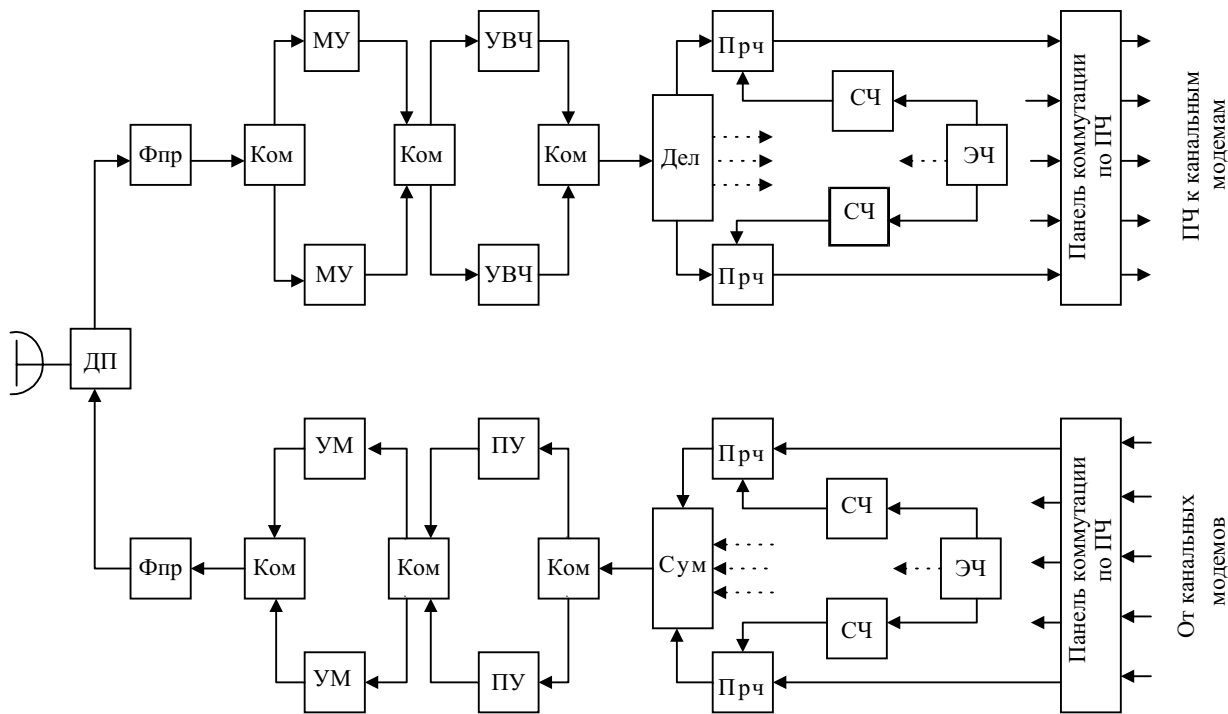 МУ
УВЧ
Прч
СЧ
Фпр
Ком
Ком
Ком
Дел
ЭЧ
СЧ
МУ
УВЧ
Прч
Панель коммутации
по ПЧ
ПЧ к канальным
модемам
ДП
УМ
ПУ
Прч
СЧ
Фпр
Ком
Ком
Ком
Сум
ЭЧ
СЧ
УМ
ПУ
Прч
Панель коммутации
по ПЧ
От канальных
модемов